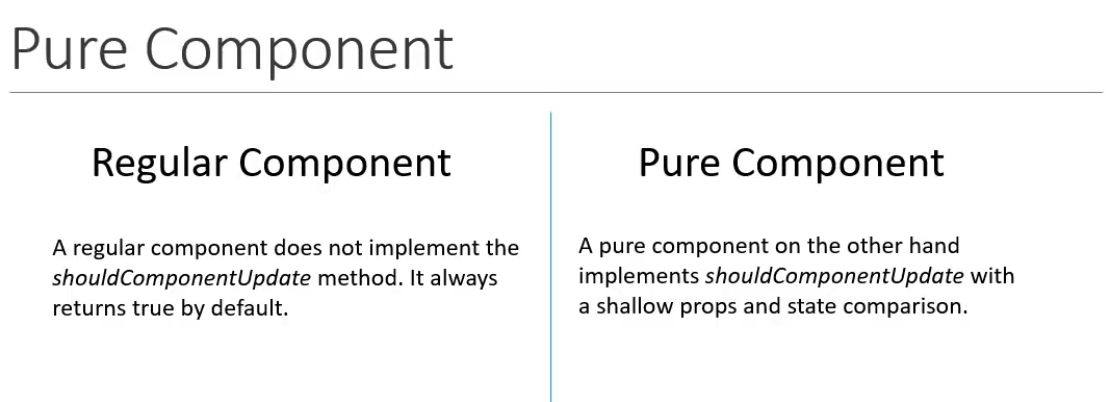 Pure Component
Regular Component
A regular component does not implement the
shouldComponentUpdate method. It always
returns true by default.
Pure Component
A pure component on the other hand
implements shouldComponentUpdate with
a shallow props and state comparison.